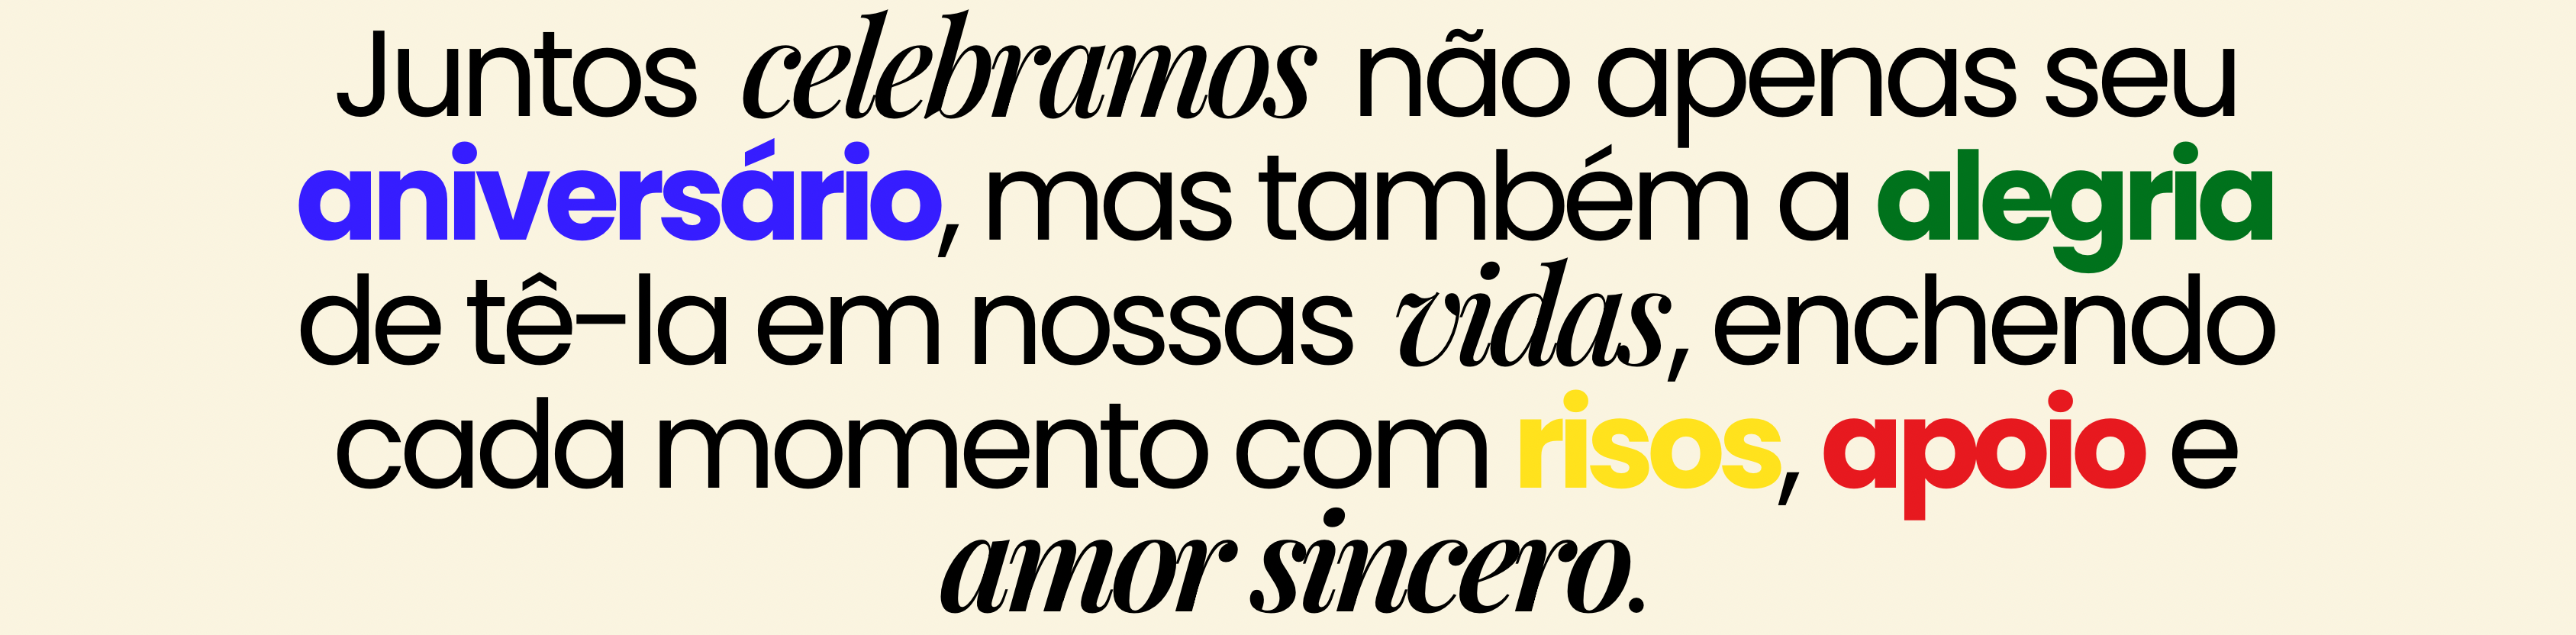 Juntos celebramos não apenas seu
aniversário, mas também a alegria
de tê-la em nossas vidas, enchendo
cada momento com risos, apoio e
amor sincero.